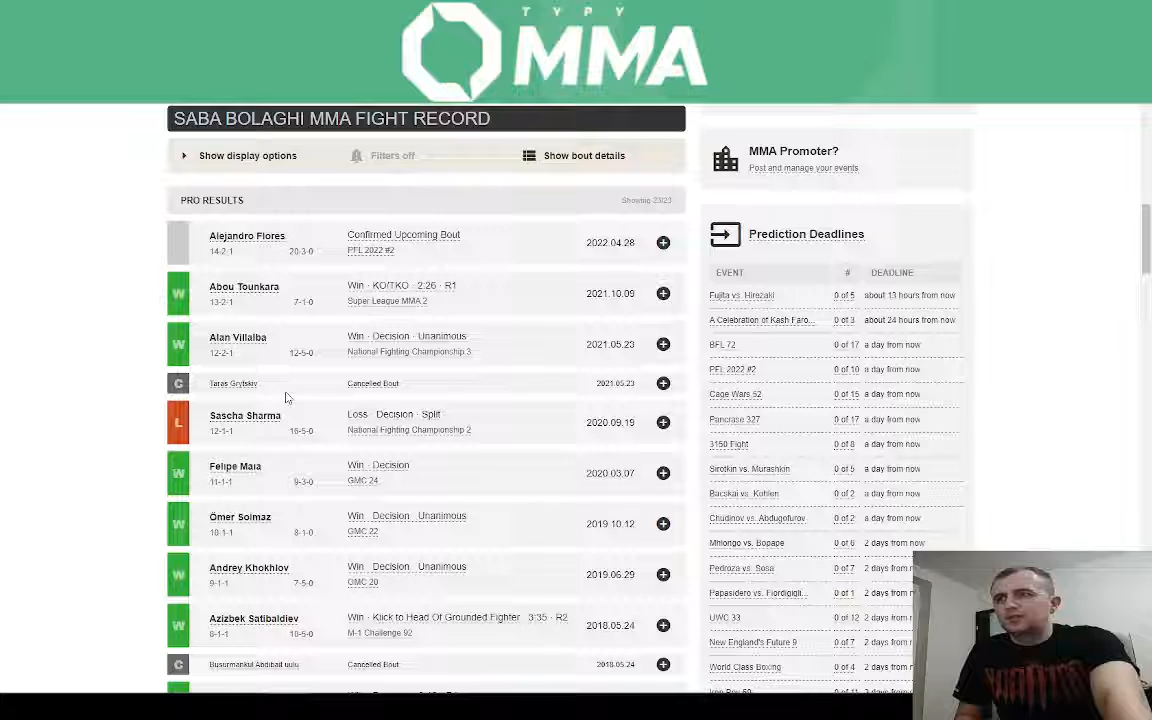 TYPY
MMA
SABA BOLAGHI MMA FIGHT RECORD
Show display options
Filters off
Show bout details
PRO RESULTS
Showing 23/23
Alejandro Flores
Confirmed Upcoming Bout
2022.04.28
14-2-1
20-3-0
PFL 2022 #2
W
Abou Tounkara
Win · KO/TKO · 2:26 · R1
2021.10.09
13-2-1
7-1-0
Super League MMA 2
W
Alan Villalba
Win · Decision · Unanimous
2021.05.23
12-2-1
12-5-0
National Fighting Championship 3
C
Taras Grytskiv
Cancelled Bout
2021.05.23
L
Sascha Sharma
Loss · Decision · Split
2020.09.19
12-1-1
16-5-0
National Fighting Championship 2
W
Felipe Maia
Win · Decision
2020.03.07
11-1-1
9-3-0
GMC 24
W
Ömer Solmaz
Win · Decision · Unanimous
2019.10.12
10-1-1
8-1-0
GMC 22
W
Andrey Khokhlov
Win · Decision · Unanimous
2019.06.29
9-1-1
7-5-0
GMC 20
W
Azizbek Satibaldiev
Win · Kick to Head Of Grounded Fighter · 3:35 · R2
2018.05.24
8-1-1
10-5-0
M-1 Challenge 92
C
Busurmankul Abdibait uulu
Cancelled Bout
2018.05.24
MMA Promoter?
Post and manage your events
Prediction Deadlines
EVENT # DEADLINE
Fujita vs. Hirezaki 0 of 5 about 13 hours from now
A Celebration of Kash Faro... 0 of 3 about 24 hours from now
BFL 72 0 of 17 a day from now
PFL 2022 #2 0 of 10 a day from now
Cage Wars 52 0 of 15 a day from now
Pancrase 327 0 of 17 a day from now
3150 Fight 0 of 8 a day from now
Sirotkin vs. Murashkin 0 of 5 a day from now
Bacskai vs. Kohlen 0 of 2 a day from now
Chudinov vs. Abdugofurov 0 of 2 a day from now
Mhlongo vs. Bopape 0 of 6 2 days from now
Pedroza vs. Sosa 0 of 7 2 days from
Papasidero vs. Fiordigigli... 0 of 1 2 days from
UWC 33 0 of 12 2 days from
New England's Future 9 0 of 7 2 days from
World Class Boxing 0 of 4 2 days from